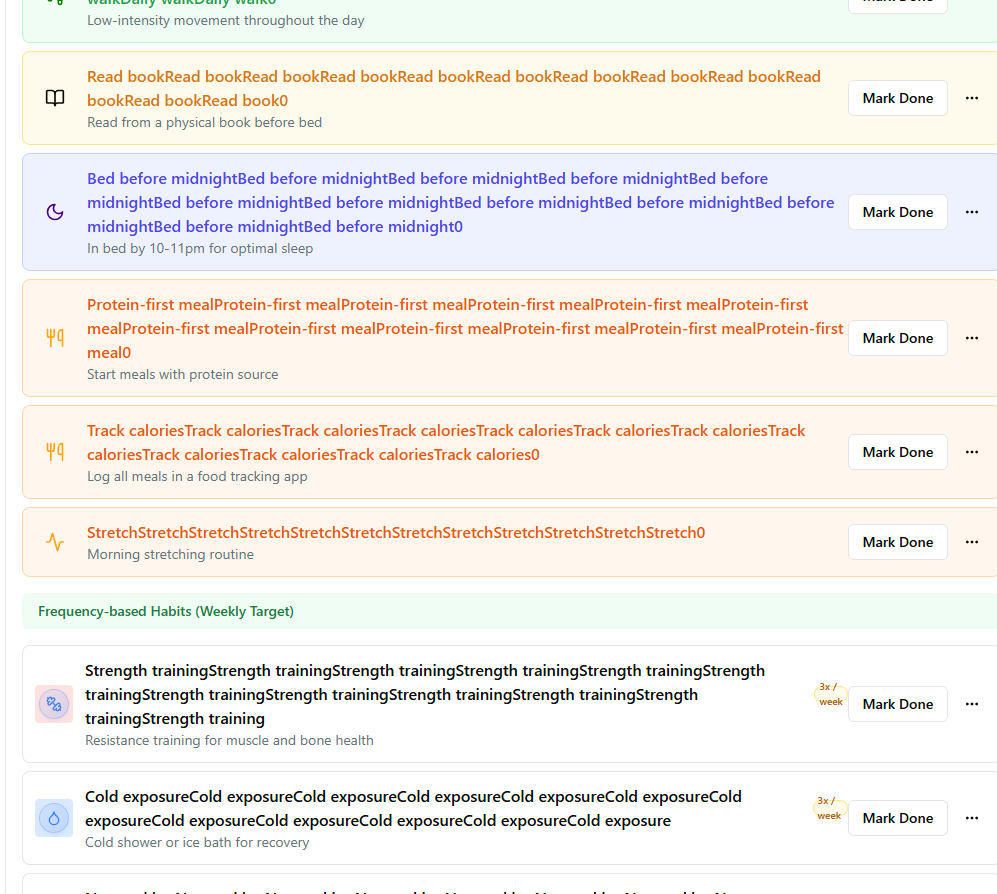 walkDaily walkDaily walk0
Low-intensity movement throughout the day
Mark Done
Read bookRead bookRead bookRead bookRead bookRead bookRead bookRead bookRead bookRead
bookRead bookRead book0
Read from a physical book before bed
Mark Done
Bed before midnightBed before midnightBed before midnightBed before midnightBed before
midnightBed before midnightBed before midnightBed before midnightBed before midnightBed before
midnightBed before midnightBed before midnight0
In bed by 10-11pm for optimal sleep
Mark Done
Protein-first mealProtein-first mealProtein-first mealProtein-first mealProtein-first mealProtein-first
mealProtein-first mealProtein-first mealProtein-first mealProtein-first mealProtein-first mealProtein-first
meal0
Start meals with protein source
Mark Done
Track caloriesTrack caloriesTrack caloriesTrack caloriesTrack caloriesTrack caloriesTrack caloriesTrack
caloriesTrack caloriesTrack caloriesTrack caloriesTrack calories0
Log all meals in a food tracking app
Mark Done
StretchStretchStretchStretchStretchStretchStretchStretchStretchStretchStretchStretch0
Morning stretching routine
Mark Done
Frequency-based Habits (Weekly Target)
Strength trainingStrength trainingStrength trainingStrength trainingStrength trainingStrength
trainingStrength trainingStrength trainingStrength trainingStrength trainingStrength
trainingStrength training
Resistance training for muscle and bone health
3x /
week
Mark Done
Cold exposureCold exposureCold exposureCold exposureCold exposureCold exposureCold
exposureCold exposureCold exposureCold exposureCold exposureCold exposure
Cold shower or ice bath for recovery
3x /
week
Mark Done